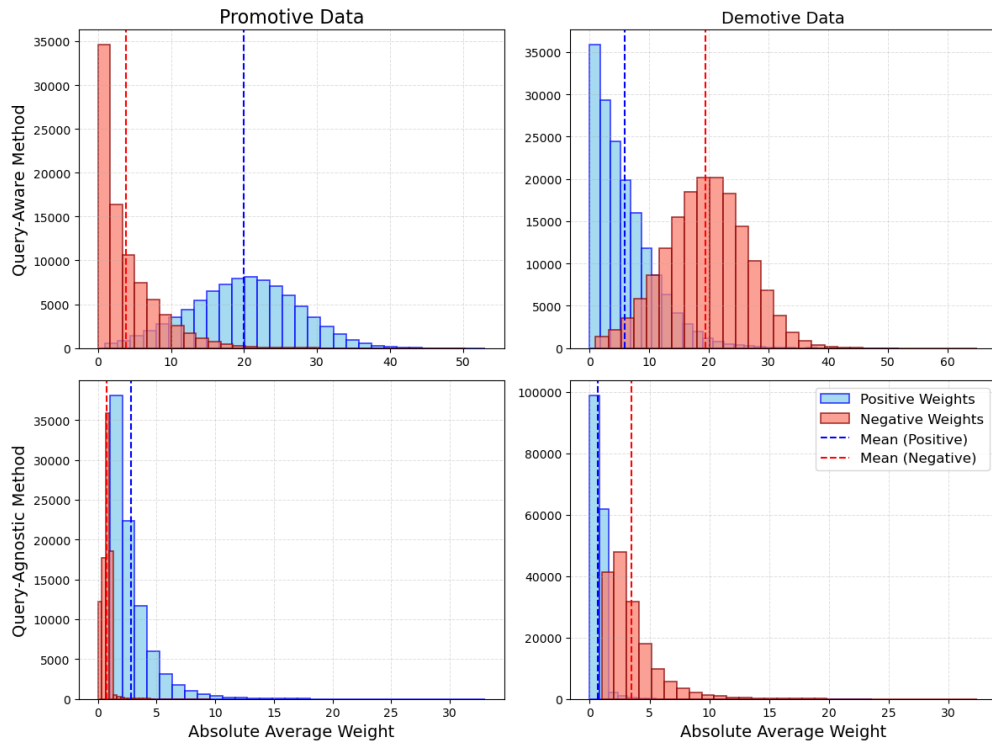 Promotive Data
Demotive Data
Query-Aware Method
35000
30000
25000
20000
15000
10000
5000
0
0 10 20 30 40 50
35000
30000
25000
20000
15000
10000
5000
0
0 10 20 30 40 50 60
Query-Agnostic Method
35000
30000
25000
20000
15000
10000
5000
0
0 5 10 15 20 25 30
Absolute Average Weight
100000
80000
60000
40000
20000
0
0 5 10 15 20 25 30
Absolute Average Weight
Positive Weights
Negative Weights
Mean (Positive)
Mean (Negative)